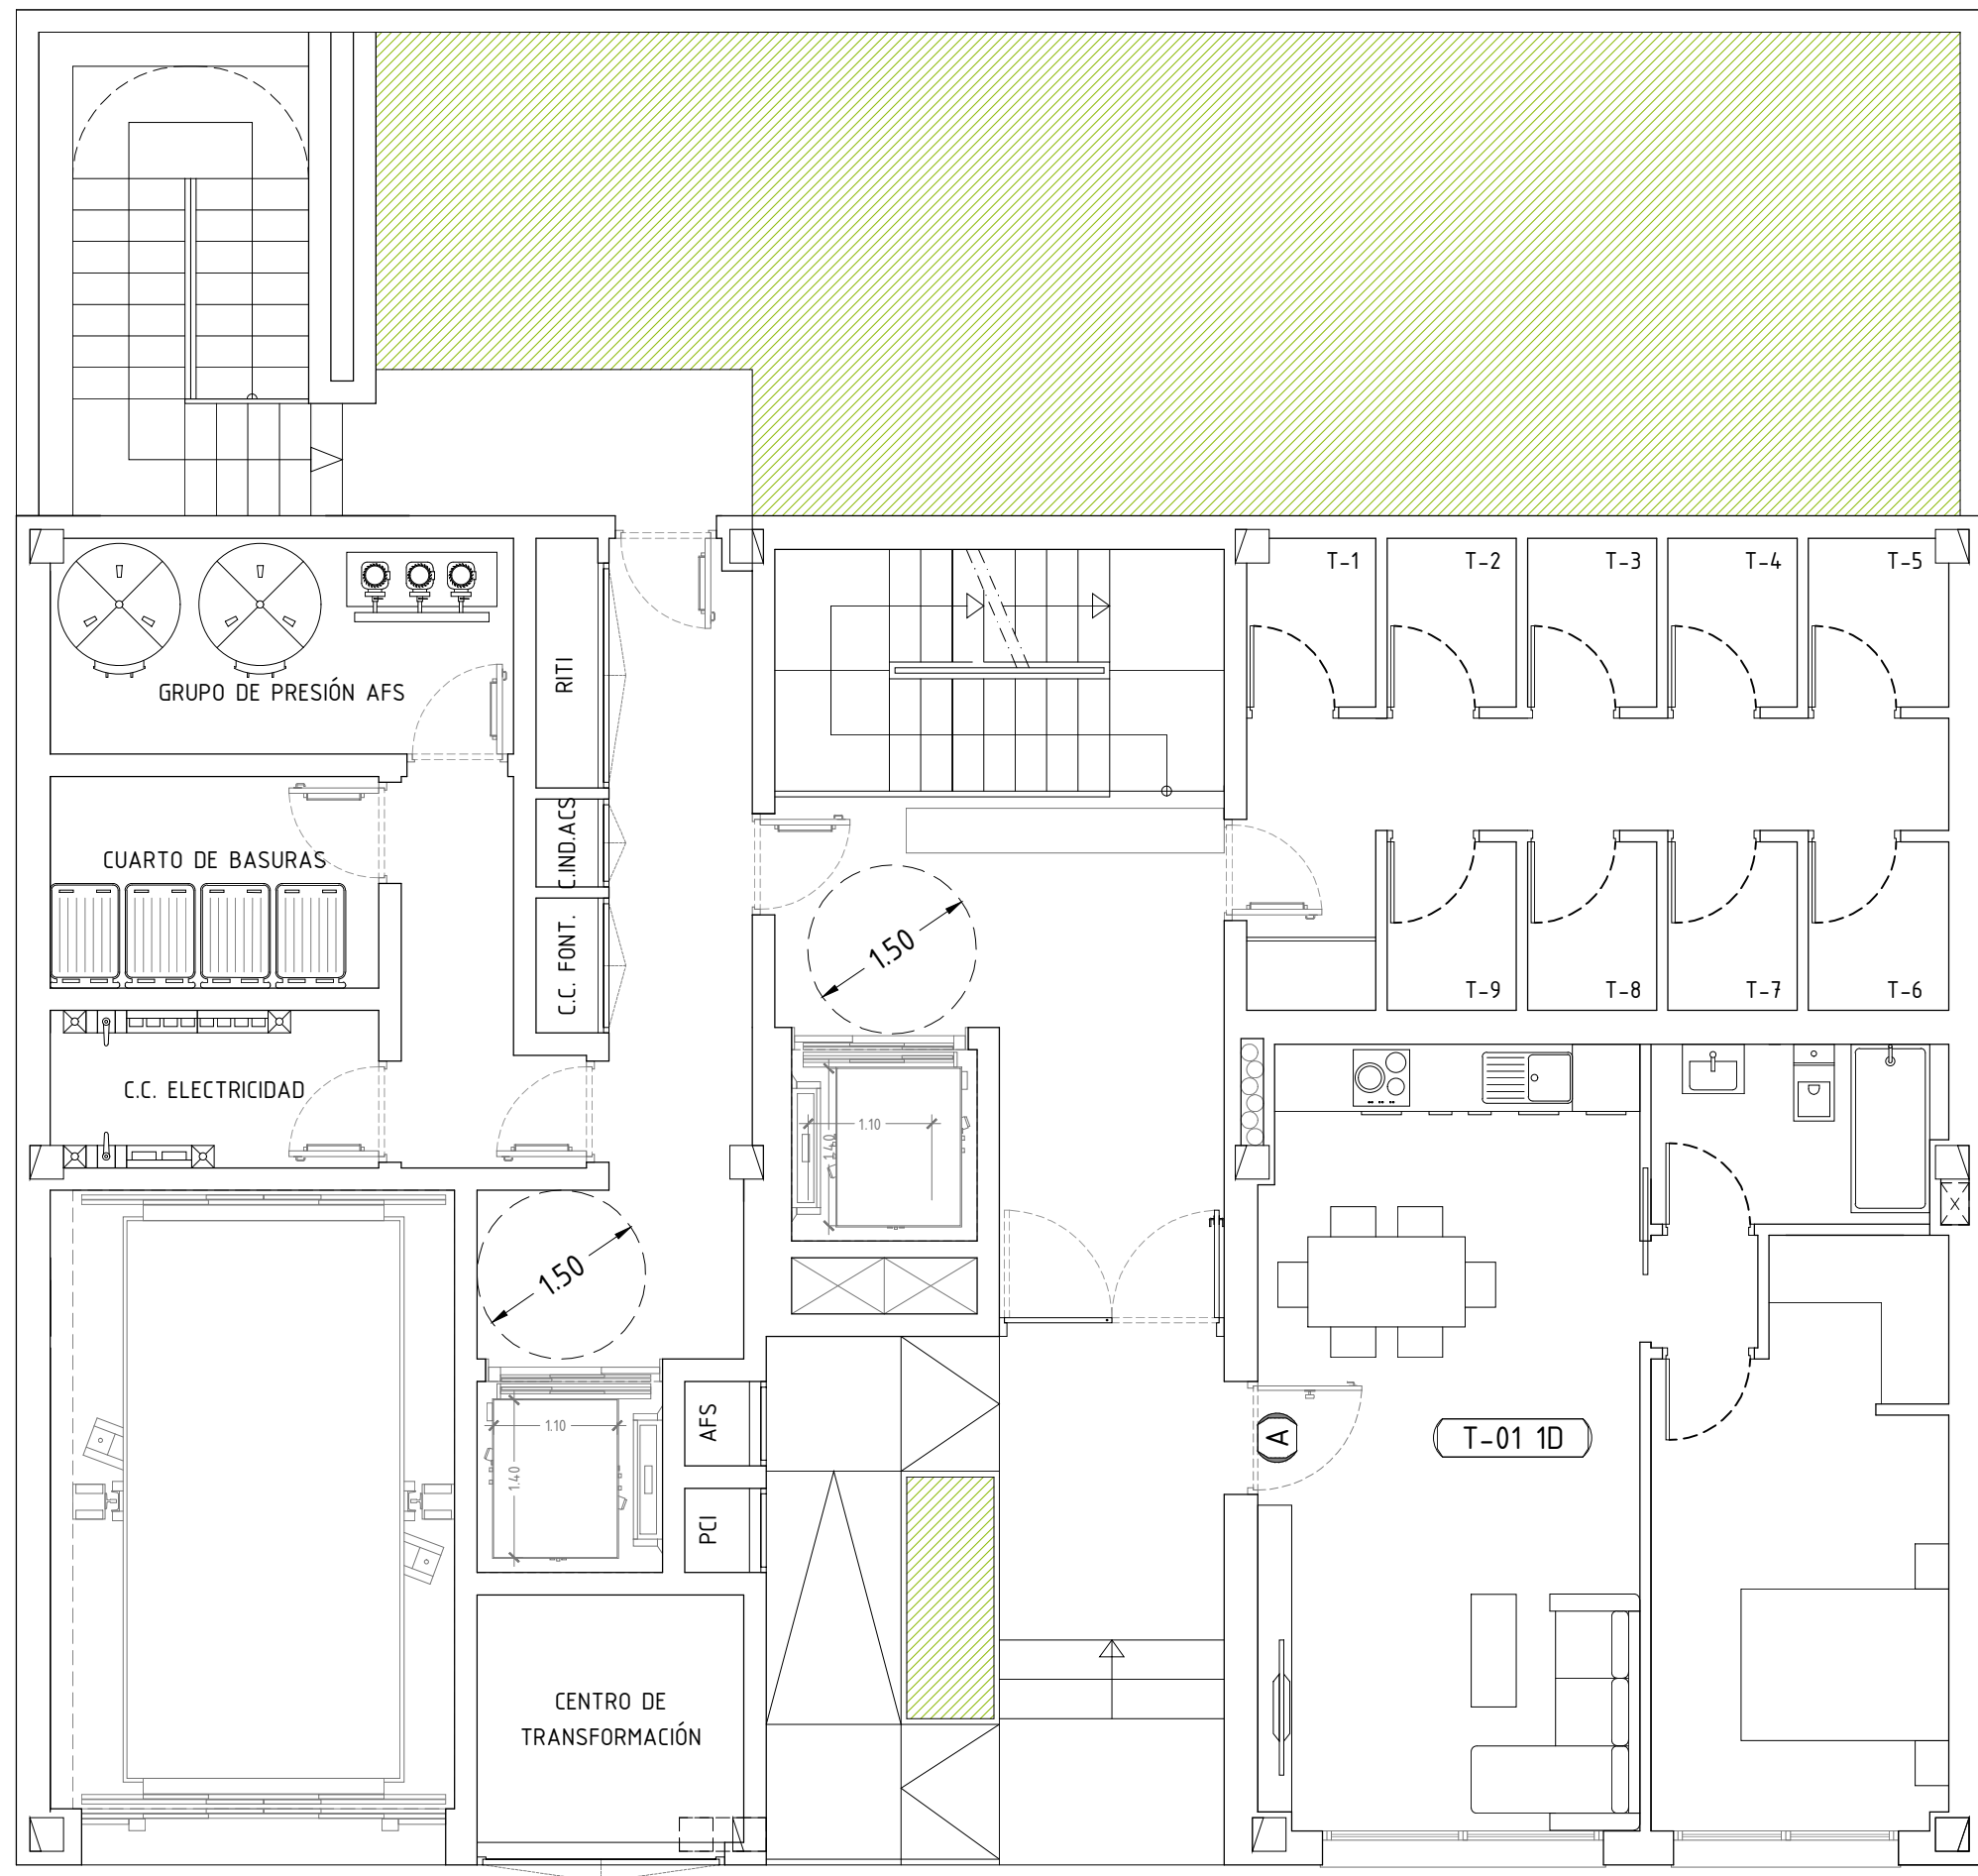 T-1
T-2
T-3
T-4
T-5
GRUPO DE PRESIÓN AFS
RITI
C.IND.ACS
CUARTO DE BASURAS
C.C. FONT.
1.50
T-9
T-8
T-7
T-6
C.C. ELECTRICIDAD
1.10
1.40
1.50
1.10
1.40
AFS
PCI
A
T-01 1D
CENTRO DE
TRANSFORMACIÓN